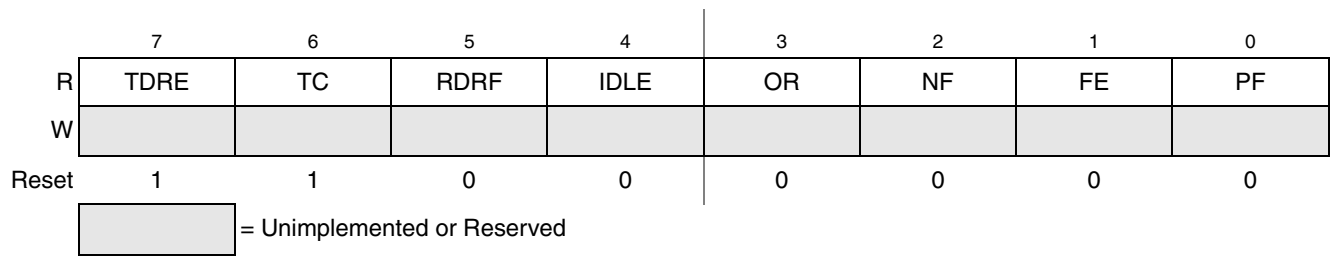 7 6 5 4 3 2 1 0
R TDRE TC RDRF IDLE OR NF FE PF
W
Reset 1 1 0 0 0 0 0 0
= Unimplemented or Reserved